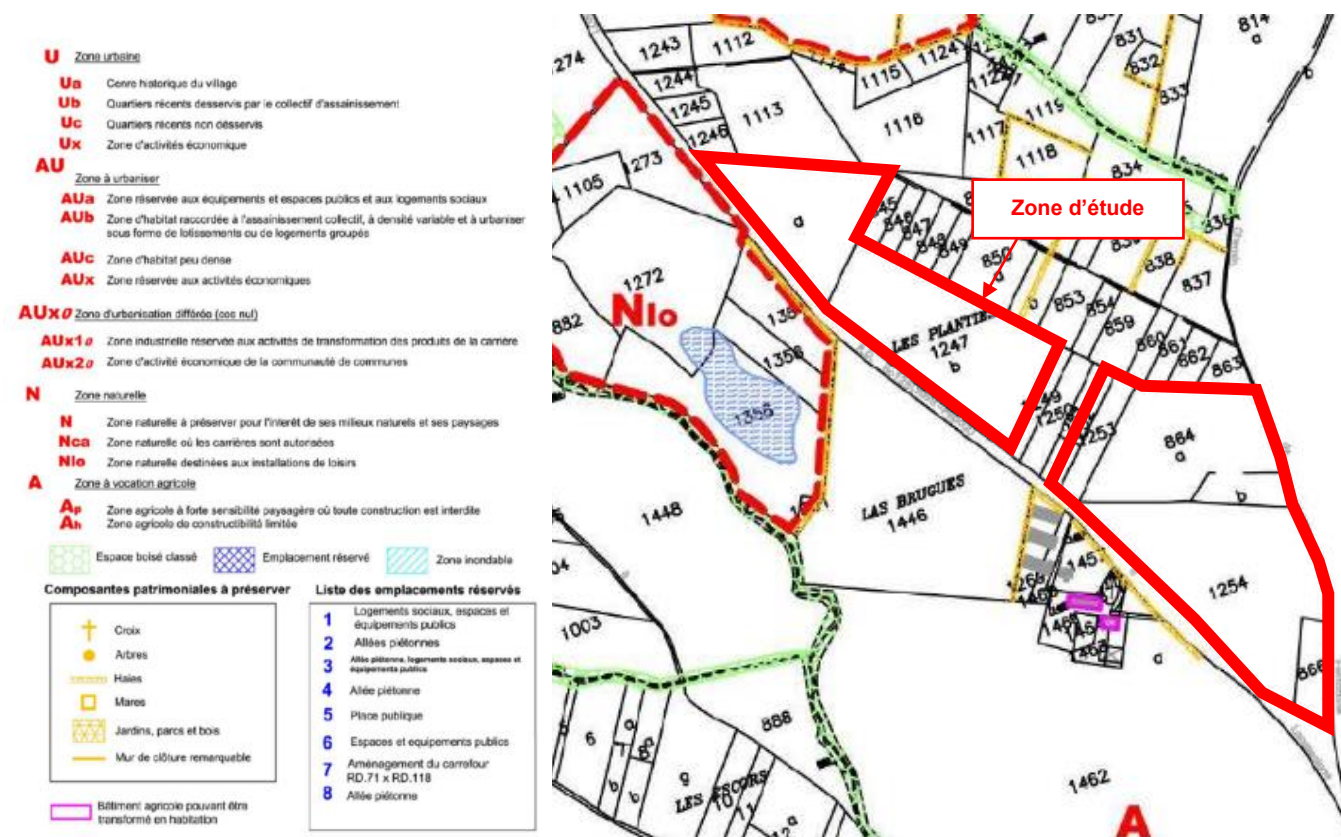 U Zone urbaine
Ua Cenre historique du village
Ub Quartiers récents desservis par le collectif d'assainissement
Uc Quartiers récents non désservis
Ux Zone d'activités économique
AU
Zone à urbaniser
AUa Zone réservée aux équipements et espaces publics et aux logements sociaux
AUb Zone d'habitat raccordée à l'assainissement collectif, à densité variable et à urbaniser
sous forme de lotissements ou de logements groupés
AUc Zone d'habitat peu dense
AUx Zone réservée aux activités économiques
AUx0 Zone d'urbanisation différée (cos nul)
AUx10 Zone industrielle réservée aux activités de transformation des produits de la carrière
AUx20 Zone d'activité économique de la communauté de communes
N Zone naturelle
N Zone naturelle à préserver pour l'interêt de ses milieux naturels et ses paysages
Nca Zone naturelle où les carrières sont autorisées
Nlo Zone naturelle destinées aux installations de loisirs
A Zone à vocation agricole
Ap Zone agricole à forte sensibilité paysagère où toute construction est interdite
Ah Zone agricole de constructibilité limitée
Espace boisé classé
Emplacement réservé
Zone inondable
Composantes patrimoniales à préserver
Croix
Arbres
Haies
Mares
Jardins, parcs et bois
Mur de clôture remarquable
Bâtiment agricole pouvant être
transformé en habitation
Liste des emplacements réservés
1 Logements sociaux, espaces et
équipements publics
2 Allées piétonnes
3 Allée piétonne, logements sociaux, espaces et
équipements publics
4 Allée piétonne
5 Place publique
6 Espaces et equipements publics
7 Aménagement du carrefour
RD.71 x RD.118
8 Allée piétonne
274
1243
1112
1244
1245
1246
1113
1115
1124
831
832
833
814
a
b
1116
1117
1119
1118
834
1273
1105
Zone d'étude
a
846
847
848
849
850
b
838
837
853
854
859
860
861
862
863
1272
882
Nlo
1356
1358
LES PLANTIE
1247
b
1250
1253
864
a
b
LAS BRUGUES
1446
1448
1003
1254
866
888
a
6
7
8
a
b
b
g
LES ESCORS
1011
a
1462
A